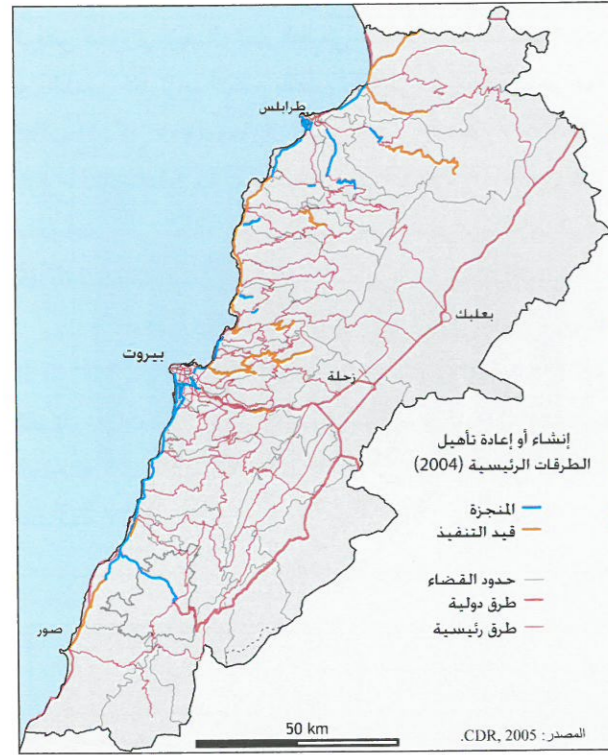 طرابلس
بعلبك
بيروت
زحلة
صور
إنشاء أو إعادة تأهيل
الطرقات الرئيسية (2004)
المنجزة
قيد التنفيذ
حدود القضاء
طرق دولية
طرق رئيسية
50 km
المصدر: CDR, 2005.